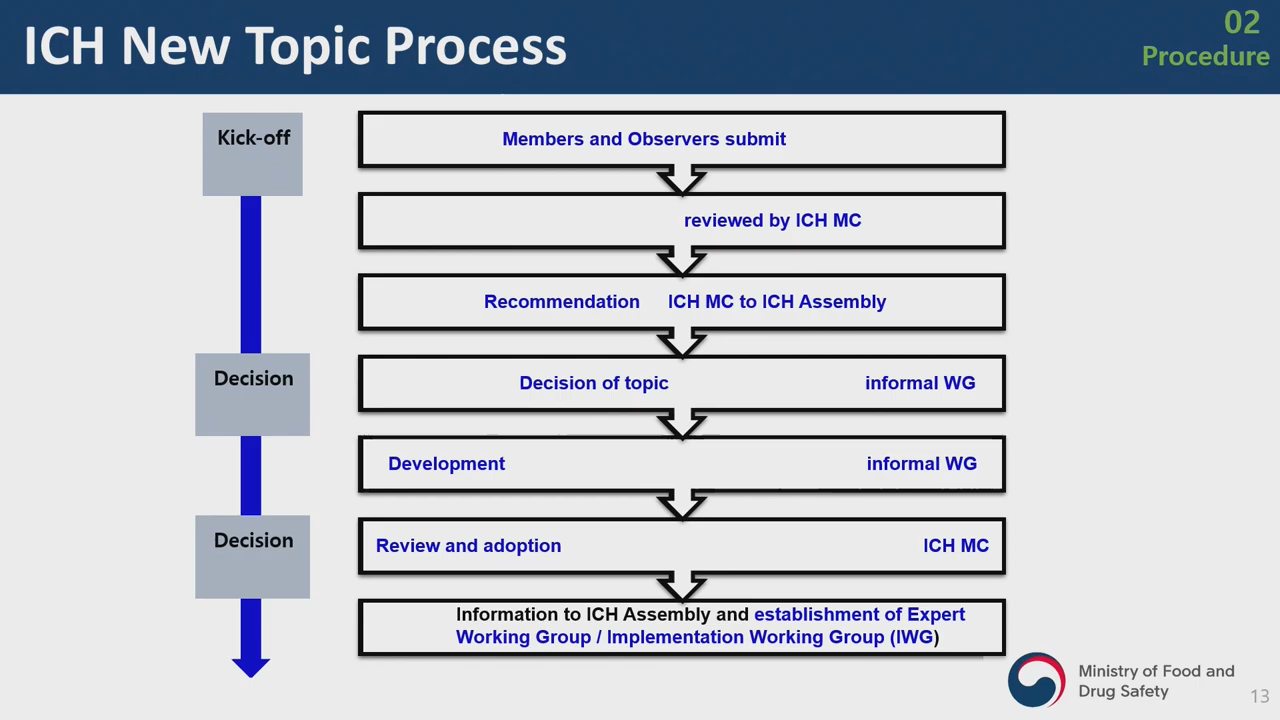 ICH New Topic Process
02
Procedure
Kick-off
Members and Observers submit
reviewed by ICH MC
Recommendation ICH MC to ICH Assembly
Decision
Decision of topic informal WG
Development informal WG
Decision
Review and adoption ICH MC
Information to ICH Assembly and establishment of Expert
Working Group / Implementation Working Group (IWG)
Ministry of Food and
Drug Safety
13